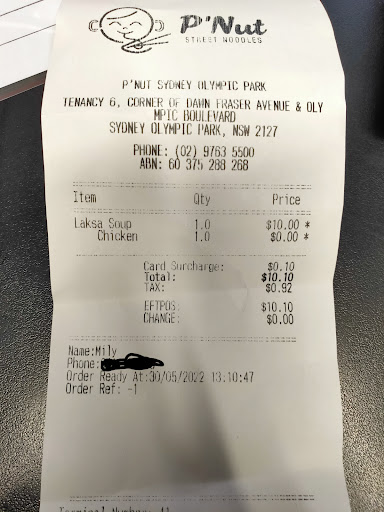 P'Nut
STREET NOODLES
P'NUT SYDNEY OLYMPIC PARK
TENANCY 6, CORNER OF DAWN FRASER AVENUE & OLY
MPIC BOULEVARD
SYDNEY OLYMPIC PARK, NSW 2127
PHONE: (02) 9763 5500
ABN: 60 375 288 268
Item Qty Price
Laksa Soup 1.0 $10.00 *
Chicken 1.0 $0.00 *
Card Surcharge: $0.10
Total: $10.10
TAX: $0.92
EFTPOS: $10.10
CHANGE: $0.00
Name:Mily
Phone:
Order Ready At:30/05/2022 13:10:47
Order Ref: -1